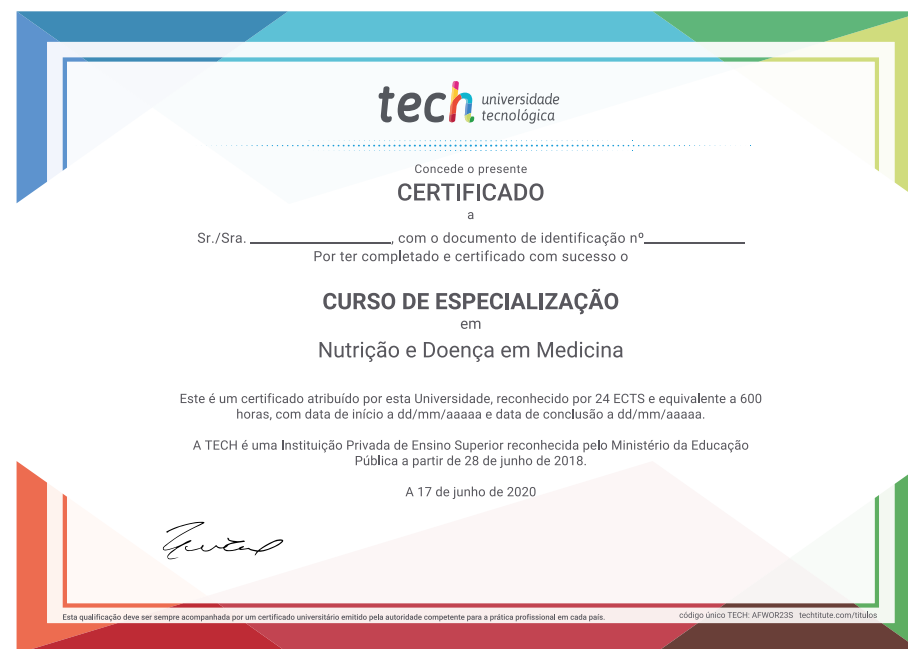 tech universidade
tecnológica
Concede o presente
CERTIFICADO
a
Sr./Sra. ____________________, com o documento de identificação nº______________
Por ter completado e certificado com sucesso o
CURSO DE ESPECIALIZAÇÃO
em
Nutrição e Doença em Medicina
Este é um certificado atribuído por esta Universidade, reconhecido por 24 ECTS e equivalente a 600
horas, com data de início a dd/mm/aaaaa e data de conclusão a dd/mm/aaaaa.
A TECH é uma Instituição Privada de Ensino Superior reconhecida pelo Ministério da Educação
Pública a partir de 28 de junho de 2018.
A 17 de junho de 2020
Esta qualificação deve ser sempre acompanhada por um certificado universitário emitido pela autoridade competente para a prática profissional em cada país.
código único TECH: AFWOR23S techtitute.com/titulos